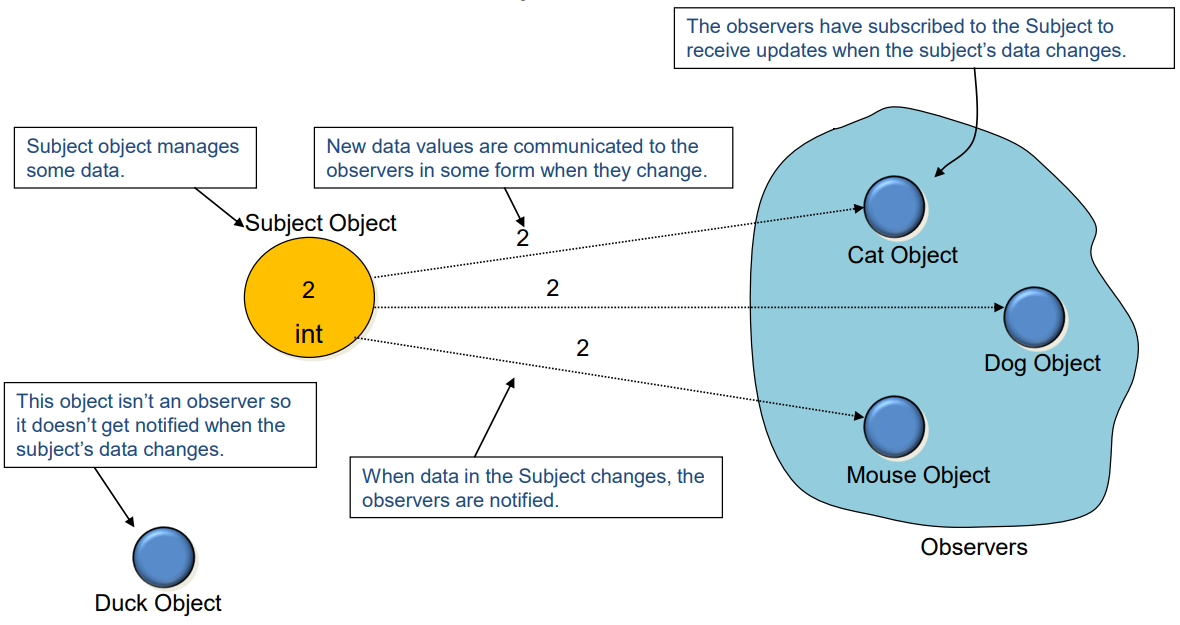 The observers have subscribed to the Subject to
receive updates when the subject's data changes.
Subject object manages
some data.
New data values are communicated to the
observers in some form when they change.
Subject Object
2
int
2
2
2
Cat Object
Dog Object
Mouse Object
Observers
This object isn't an observer so
it doesn't get notified when the
subject's data changes.
When data in the Subject changes, the
observers are notified.
Duck Object